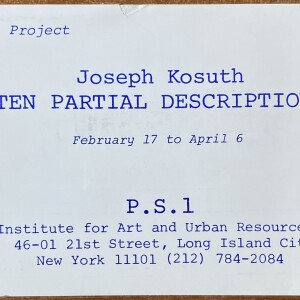 Project
Joseph Kosuth
TEN PARTIAL DESCRIPTIO
February 17 to April 6
P.S.1
Institute for Art and Urban Resource
46-01 21st Street, Long Island Cit
New York 11101 (212) 784-2084